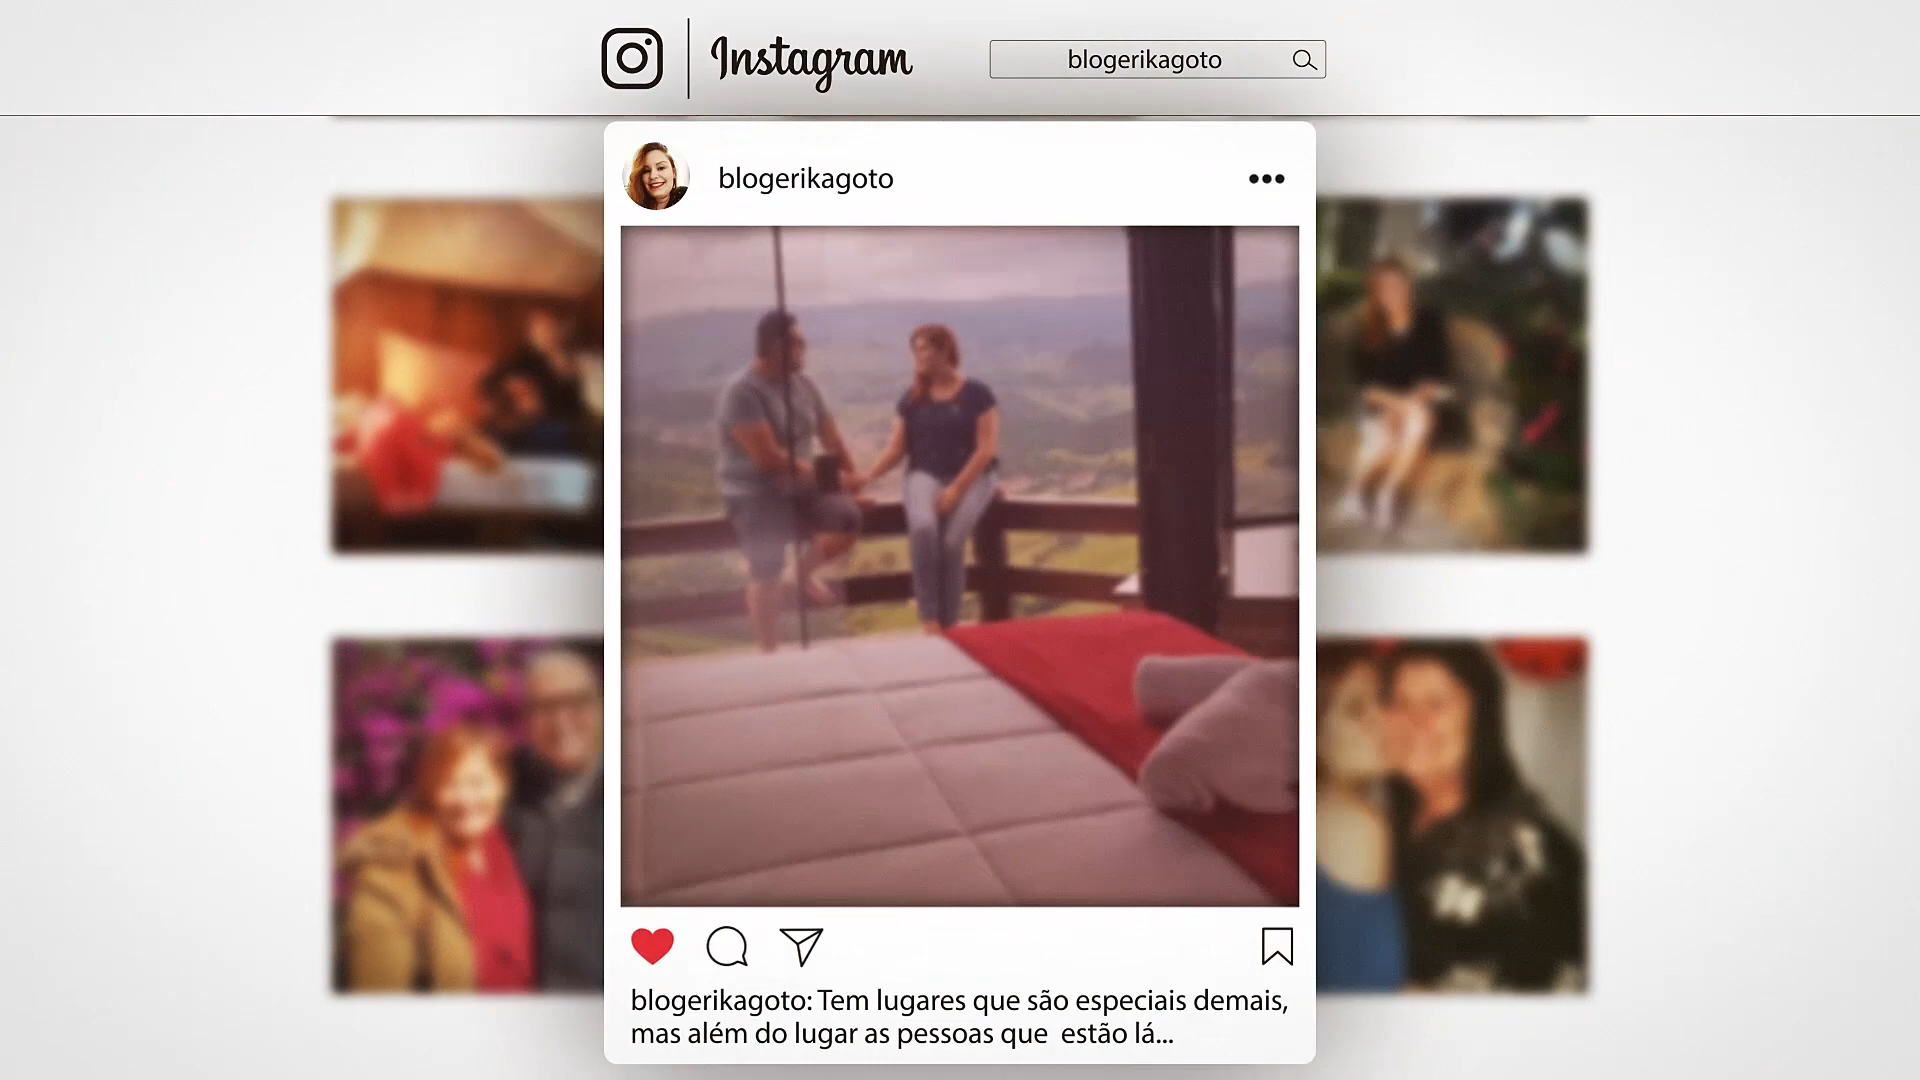 Instagram
blogerikagoto
blogerikagoto
blogerikagoto: Tem lugares que são especiais demais,
mas além do lugar as pessoas que  estão lá...